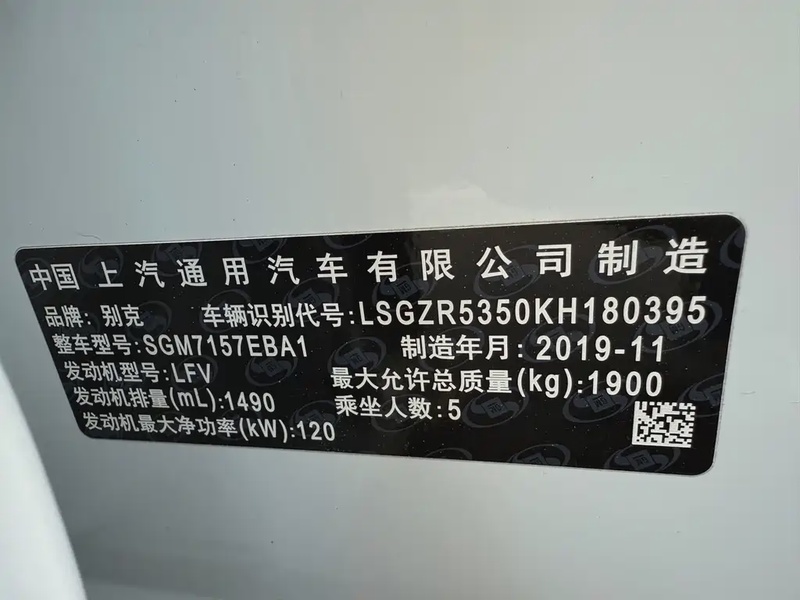 中国 上汽通用汽车有限公司制造
品牌: 别克 车辆识别代号:LSGZR5350KH180395
整车型号:SGM7157EBA1 制造年月: 2019-11
发动机型号:LFV 最大允许总质量(kg):1900
发动机排量(mL):1490 乘坐人数:5
发动机最大净功率(kW):120